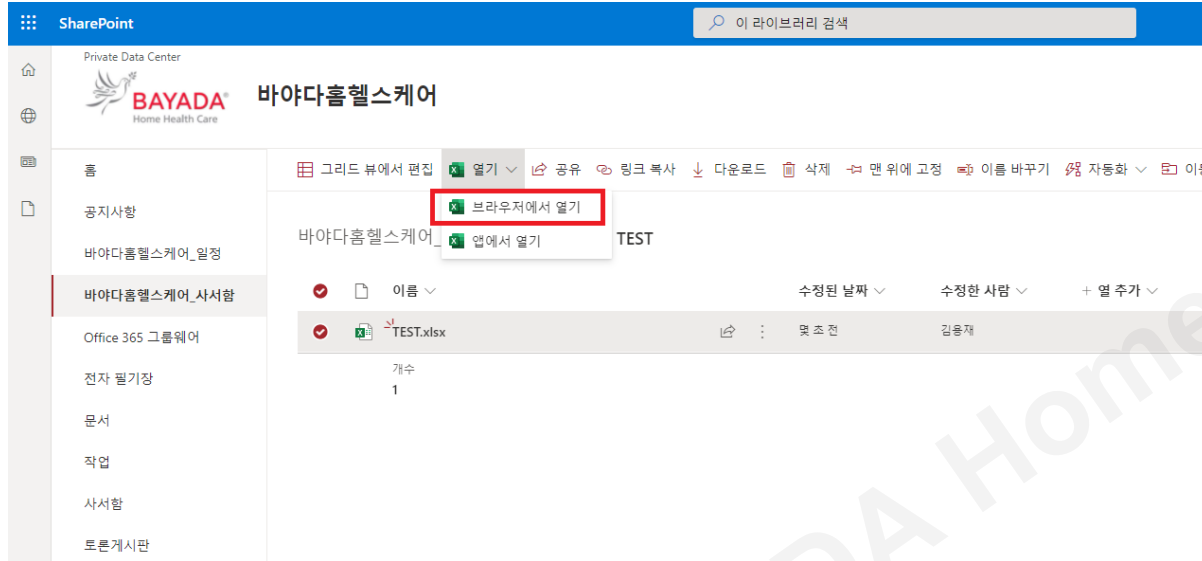 SharePoint
이 라이브러리 검색
Private Data Center
BAYADA®
Home Health Care
바야다홈헬스케어
홈
공지사항
바야다홈헬스케어_일정
바야다홈헬스케어_사서함
Office 365 그룹웨어
전자 필기장
문서
작업
사서함
토론게시판
그리드 뷰에서 편집 열기 공유 링크 복사 다운로드 삭제 맨 위에 고정 이름 바꾸기 자동화
브라우저에서 열기
앱에서 열기
바야다홈헬스케어_ TEST
이름 수정된 날짜 수정한 사람 + 열 추가
TEST.xlsx 몇 초 전 김용재
개수
1
DA Home